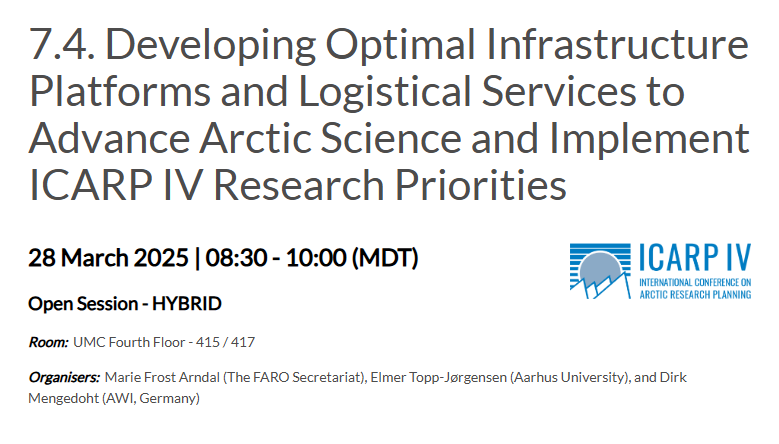 7.4. Developing Optimal Infrastructure
Platforms and Logistical Services to
Advance Arctic Science and Implement
ICARP IV Research Priorities
28 March 2025 | 08:30 - 10:00 (MDT)
ICARP IV
INTERNATIONAL CONFERENCE ON
ARCTIC RESEARCH PLANNING
Open Session - HYBRID
Room: UMC Fourth Floor - 415 / 417
Organisers: Marie Frost Arndal (The FARO Secretariat), Elmer Topp-Jørgensen (Aarhus University), and Dirk
Mengedoht (AWI, Germany)